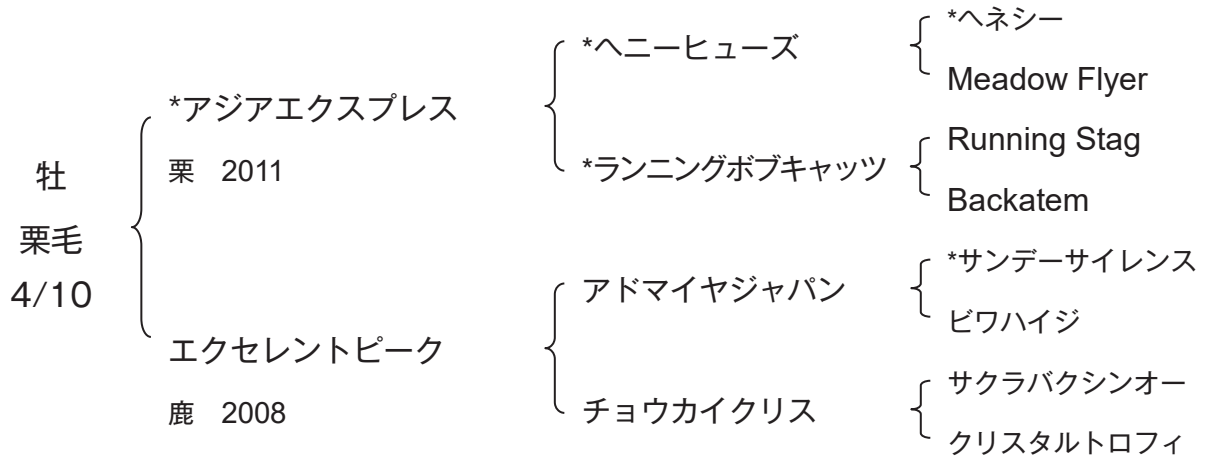 牡
栗毛
4/10
*アジアエクスプレス
栗 2011
エクセレントピーク
鹿 2008
*ヘニーヒューズ
*ランニングボブキャッツ
アドマイヤジャパン
チョウカイクリス
*ヘネシー
Meadow Flyer
Running Stag
Backatem
*サンデーサイレンス
ビワハイジ
サクラバクシンオー
クリスタルトロフィ